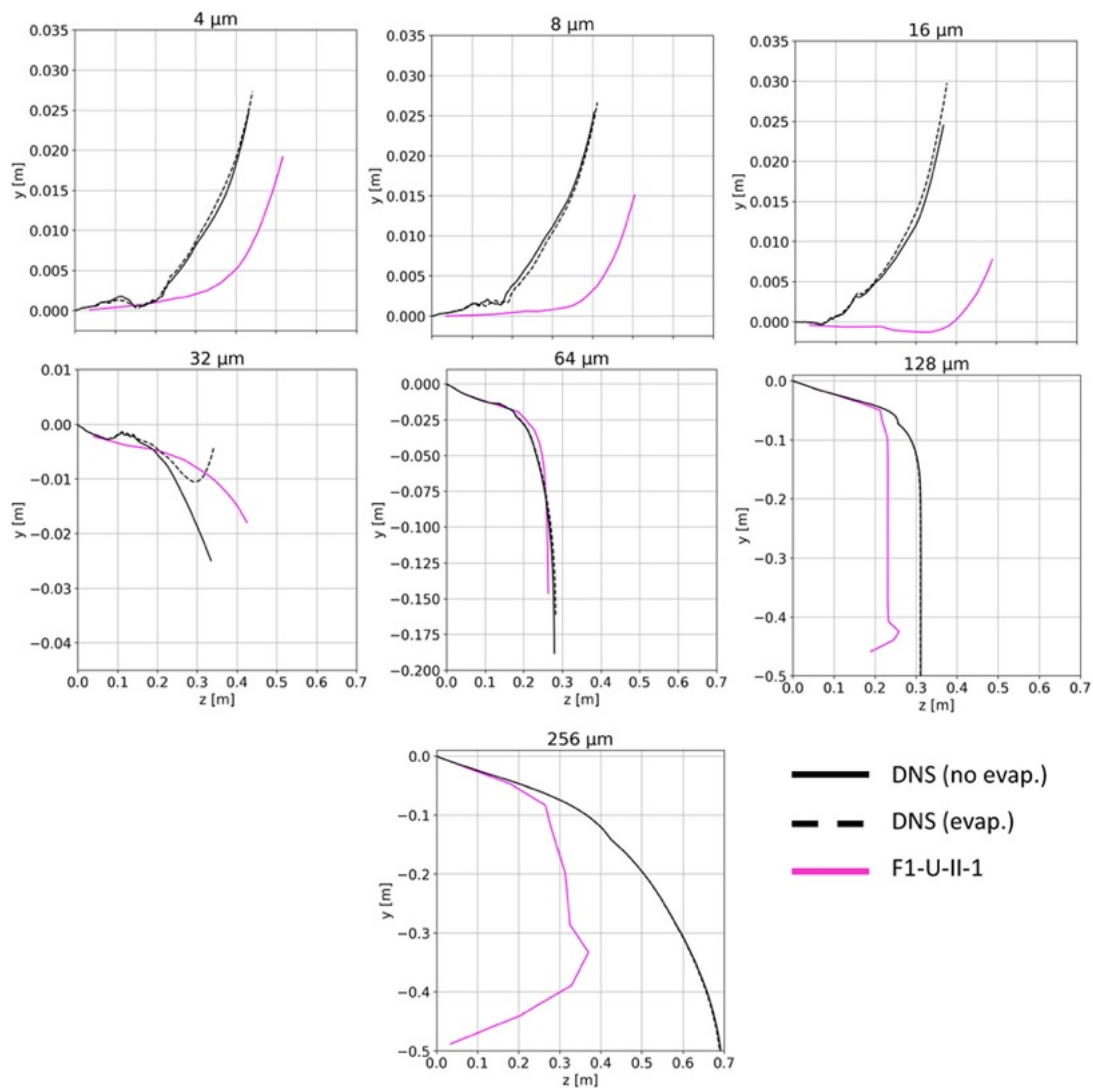 4 µm
8 µm
16 µm
0.035
0.030
0.025
0.020
0.015
0.010
0.005
0.000
y [m]
0.035
0.030
0.025
0.020
0.015
0.010
0.005
0.000
y [m]
0.035
0.030
0.025
0.020
0.015
0.010
0.005
0.000
y [m]
32 µm
64 µm
128 µm
0.01
0.00
−0.01
−0.02
−0.03
−0.04
y [m]
0.0 0.1 0.2 0.3 0.4 0.5 0.6 0.7
z [m]
0.000
−0.025
−0.050
−0.075
−0.100
−0.125
−0.150
−0.175
−0.200
y [m]
0.0 0.1 0.2 0.3 0.4 0.5 0.6 0.7
z [m]
0.0
−0.1
−0.2
−0.3
−0.4
−0.5
y [m]
0.0 0.1 0.2 0.3 0.4 0.5 0.6 0.7
z [m]
256 µm
0.0
−0.1
−0.2
−0.3
−0.4
−0.5
y [m]
0.0 0.1 0.2 0.3 0.4 0.5 0.6 0.7
z [m]
DNS (no evap.)
DNS (evap.)
F1-U-II-1